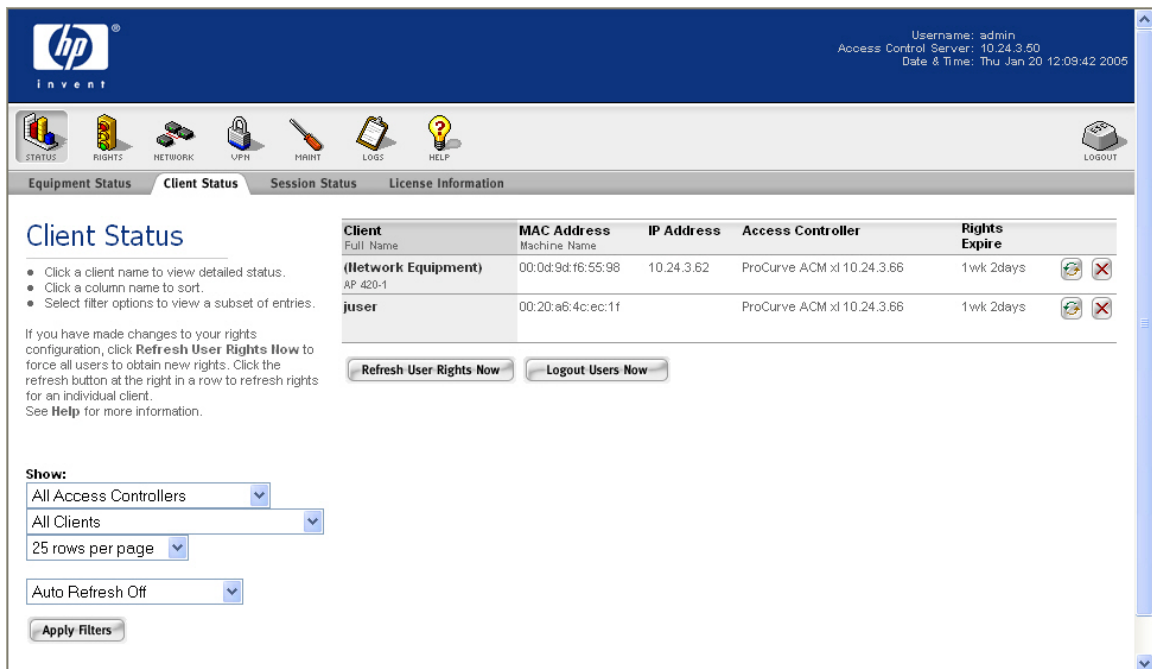 hp
®
invent
Username: admin
Access Control Server: 10.24.3.50
Date & Time: Thu Jan 20 12:09:42 2005
STATUS RIGHTS NETWORK VPN MAINT LOGS HELP LOGOUT
Equipment Status Client Status Session Status License Information
Client Status
• Click a client name to view detailed status.
• Click a column name to sort.
• Select filter options to view a subset of entries.
If you have made changes to your rights
configuration, click Refresh User Rights Now to
force all users to obtain new rights. Click the
refresh button at the right in a row to refresh rights
for an individual client.
See Help for more information.
Show:
All Access Controllers
All Clients
25 rows per page
Auto Refresh Off
Apply Filters
Client MAC Address IP Address Access Controller Rights
Full Name Machine Name Expire
(Network Equipment) 00:0d:9d:f6:55:98 10.24.3.62 ProCurve ACM xl 10.24.3.66 1wk 2days
AP 420-1
juser 00:20:a6:4c:ec:1f ProCurve ACM xl 10.24.3.66 1wk 2days
Refresh User Rights Now Logout Users Now